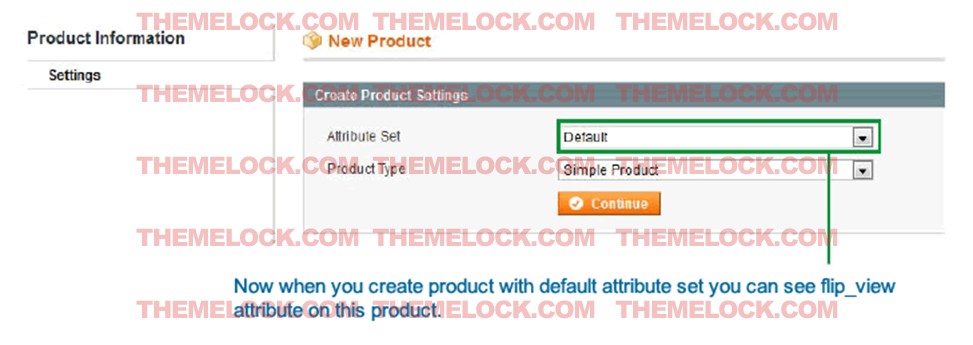 THEMELOCK.COM THEMELOCK.COM THEMELOCK.COM
Product Information
New Product
Settings
THEMELOCK.COM THEMELOCK.COM THEMELOCK.COM
Create Product Settings
Attribute Set
Default
THEMELOCK.COM THEMELOCK.COM THEMELOCK.COM
Product Type
Simple Product
Continue
THEMELOCK.COM THEMELOCK.COM THEMELOCK.COM
Now when you create product with default attribute set you can see flip_view
attribute on this product.
THEMELOCK.COM THEMELOCK.COM THEMELOCK.COM